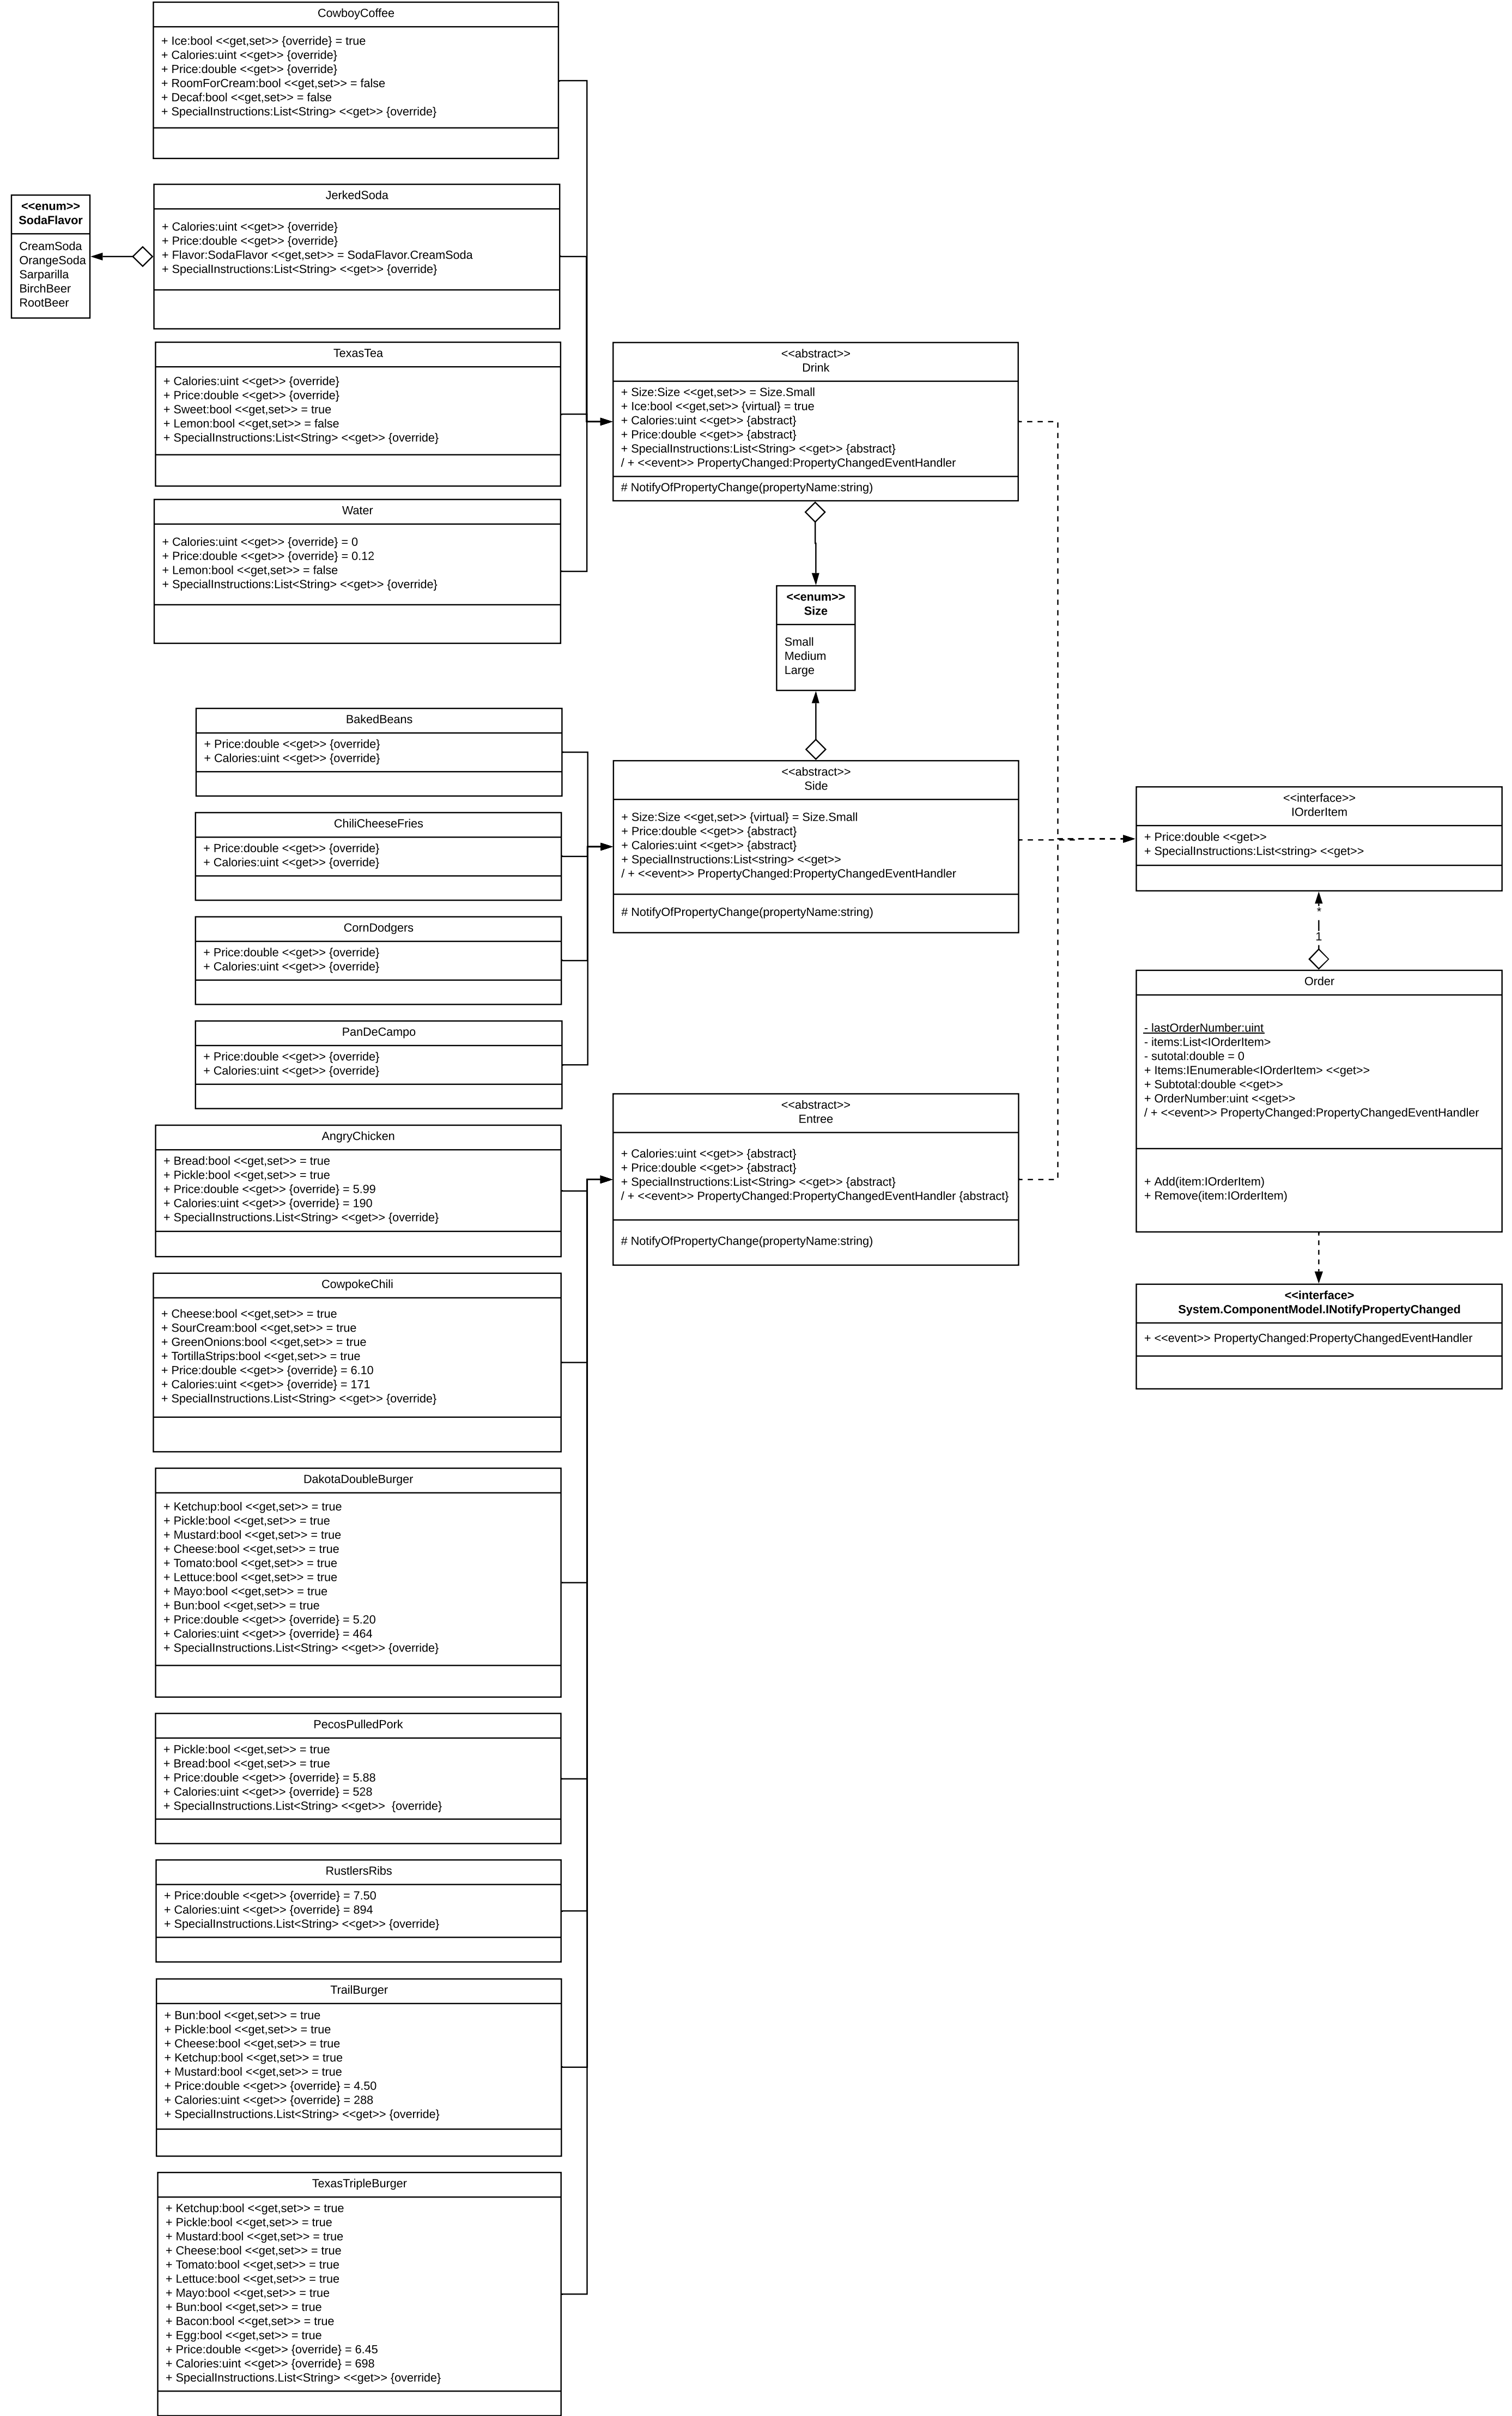 CowboyCoffee
+ Ice:bool <<get,set>> {override} = true
+ Calories:uint <<get>> {override}
+ Price:double <<get>> {override}
+ RoomForCream:bool <<get,set>> = false
+ Decaf:bool <<get,set>> = false
+ SpecialInstructions:List<String> <<get>> {override}
<<enum>>
SodaFlavor
CreamSoda
OrangeSoda
Sarparilla
BirchBeer
RootBeer
JerkedSoda
+ Calories:uint <<get>> {override}
+ Price:double <<get>> {override}
+ Flavor:SodaFlavor <<get,set>> = SodaFlavor.CreamSoda
+ SpecialInstructions:List<String> <<get>> {override}
TexasTea
+ Calories:uint <<get>> {override}
+ Price:double <<get>> {override}
+ Sweet:bool <<get,set>> = true
+ Lemon:bool <<get,set>> = false
+ SpecialInstructions:List<String> <<get>> {override}
Water
+ Calories:uint <<get>> {override} = 0
+ Price:double <<get>> {override} = 0.12
+ Lemon:bool <<get,set>> = false
+ SpecialInstructions:List<String> <<get>> {override}
<<abstract>>
Drink
+ Size:Size <<get,set>> = Size.Small
+ Ice:bool <<get,set>> {virtual} = true
+ Calories:uint <<get>> {abstract}
+ Price:double <<get>> {abstract}
+ SpecialInstructions:List<String> <<get>> {abstract}
/ + <<event>> PropertyChanged:PropertyChangedEventHandler
# NotifyOfPropertyChange(propertyName:string)
<<enum>>
Size
Small
Medium
Large
BakedBeans
+ Price:double <<get>> {override}
+ Calories:uint <<get>> {override}
ChiliCheeseFries
+ Price:double <<get>> {override}
+ Calories:uint <<get>> {override}
CornDodgers
+ Price:double <<get>> {override}
+ Calories:uint <<get>> {override}
PanDeCampo
+ Price:double <<get>> {override}
+ Calories:uint <<get>> {override}
<<abstract>>
Side
+ Size:Size <<get,set>> {virtual} = Size.Small
+ Price:double <<get>> {abstract}
+ Calories:uint <<get>> {abstract}
+ SpecialInstructions:List<string> <<get>>
/ + <<event>> PropertyChanged:PropertyChangedEventHandler
# NotifyOfPropertyChange(propertyName:string)
<<interface>>
IOrderItem
+ Price:double <<get>>
+ SpecialInstructions:List<string> <<get>>
*
1
Order
- lastOrderNumber:uint
- items:List<IOrderItem>
- sutotal:double = 0
+ Items:IEnumerable<IOrderItem> <<get>>
+ Subtotal:double <<get>>
+ OrderNumber:uint <<get>>
/ + <<event>> PropertyChanged:PropertyChangedEventHandler
+ Add(item:IOrderItem)
+ Remove(item:IOrderItem)
<<interface>
System.ComponentModel.INotifyPropertyChanged
+ <<event>> PropertyChanged:PropertyChangedEventHandler
<<abstract>>
Entree
+ Calories:uint <<get>> {abstract}
+ Price:double <<get>> {abstract}
+ SpecialInstructions:List<String> <<get>> {abstract}
/ + <<event>> PropertyChanged:PropertyChangedEventHandler {abstract}
# NotifyOfPropertyChange(propertyName:string)
AngryChicken
+ Bread:bool <<get,set>> = true
+ Pickle:bool <<get,set>> = true
+ Price:double <<get>> {override} = 5.99
+ Calories:uint <<get>> {override} = 190
+ SpecialInstructions.List<String> <<get>> {override}
CowpokeChili
+ Cheese:bool <<get,set>> = true
+ SourCream:bool <<get,set>> = true
+ GreenOnions:bool <<get,set>> = true
+ TortillaStrips:bool <<get,set>> = true
+ Price:double <<get>> {override} = 6.10
+ Calories:uint <<get>> {override} = 171
+ SpecialInstructions.List<String> <<get>> {override}
DakotaDoubleBurger
+ Ketchup:bool <<get,set>> = true
+ Pickle:bool <<get,set>> = true
+ Mustard:bool <<get,set>> = true
+ Cheese:bool <<get,set>> = true
+ Tomato:bool <<get,set>> = true
+ Lettuce:bool <<get,set>> = true
+ Mayo:bool <<get,set>> = true
+ Bun:bool <<get,set>> = true
+ Price:double <<get>> {override} = 5.20
+ Calories:uint <<get>> {override} = 464
+ SpecialInstructions.List<String> <<get>> {override}
PecosPulledPork
+ Pickle:bool <<get,set>> = true
+ Bread:bool <<get,set>> = true
+ Price:double <<get>> {override} = 5.88
+ Calories:uint <<get>> {override} = 528
+ SpecialInstructions.List<String> <<get>>  {override}
RustlersRibs
+ Price:double <<get>> {override} = 7.50
+ Calories:uint <<get>> {override} = 894
+ SpecialInstructions.List<String> <<get>> {override}
TrailBurger
+ Bun:bool <<get,set>> = true
+ Pickle:bool <<get,set>> = true
+ Cheese:bool <<get,set>> = true
+ Ketchup:bool <<get,set>> = true
+ Mustard:bool <<get,set>> = true
+ Price:double <<get>> {override} = 4.50
+ Calories:uint <<get>> {override} = 288
+ SpecialInstructions.List<String> <<get>> {override}
TexasTripleBurger
+ Ketchup:bool <<get,set>> = true
+ Pickle:bool <<get,set>> = true
+ Mustard:bool <<get,set>> = true
+ Cheese:bool <<get,set>> = true
+ Tomato:bool <<get,set>> = true
+ Lettuce:bool <<get,set>> = true
+ Mayo:bool <<get,set>> = true
+ Bun:bool <<get,set>> = true
+ Bacon:bool <<get,set>> = true
+ Egg:bool <<get,set>> = true
+ Price:double <<get>> {override} = 6.45
+ Calories:uint <<get>> {override} = 698
+ SpecialInstructions.List<String> <<get>> {override}